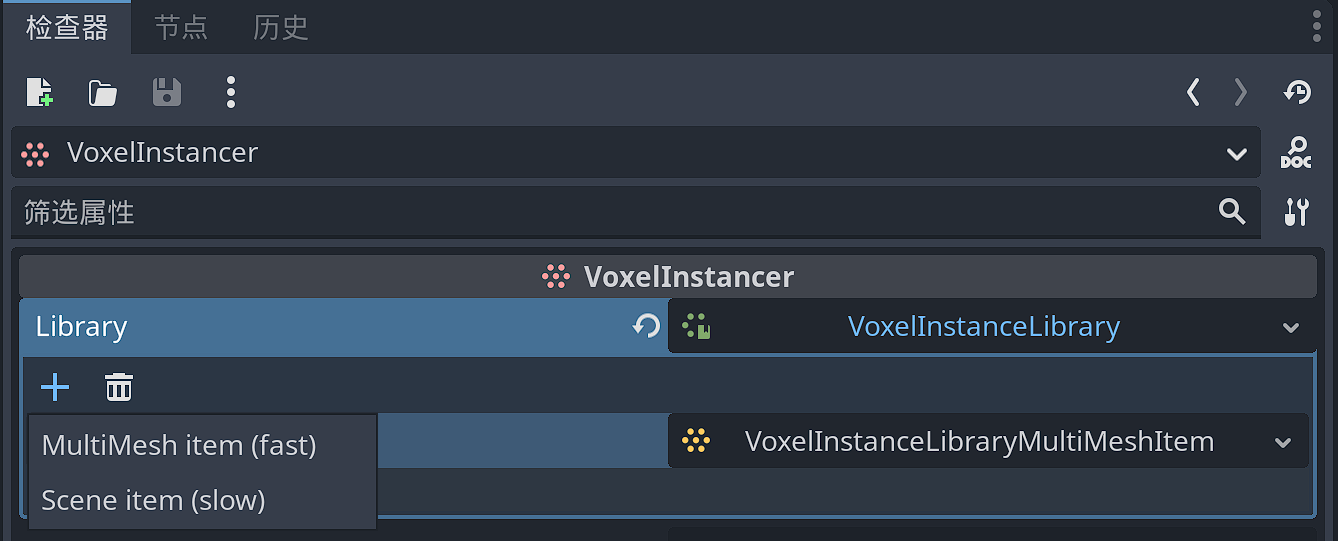 检查器 节点 历史
VoxelInstancer
DOC
筛选属性
VoxelInstancer
Library VoxelInstanceLibrary
MultiMesh item (fast) VoxelInstanceLibraryMultiMeshItem
Scene item (slow)